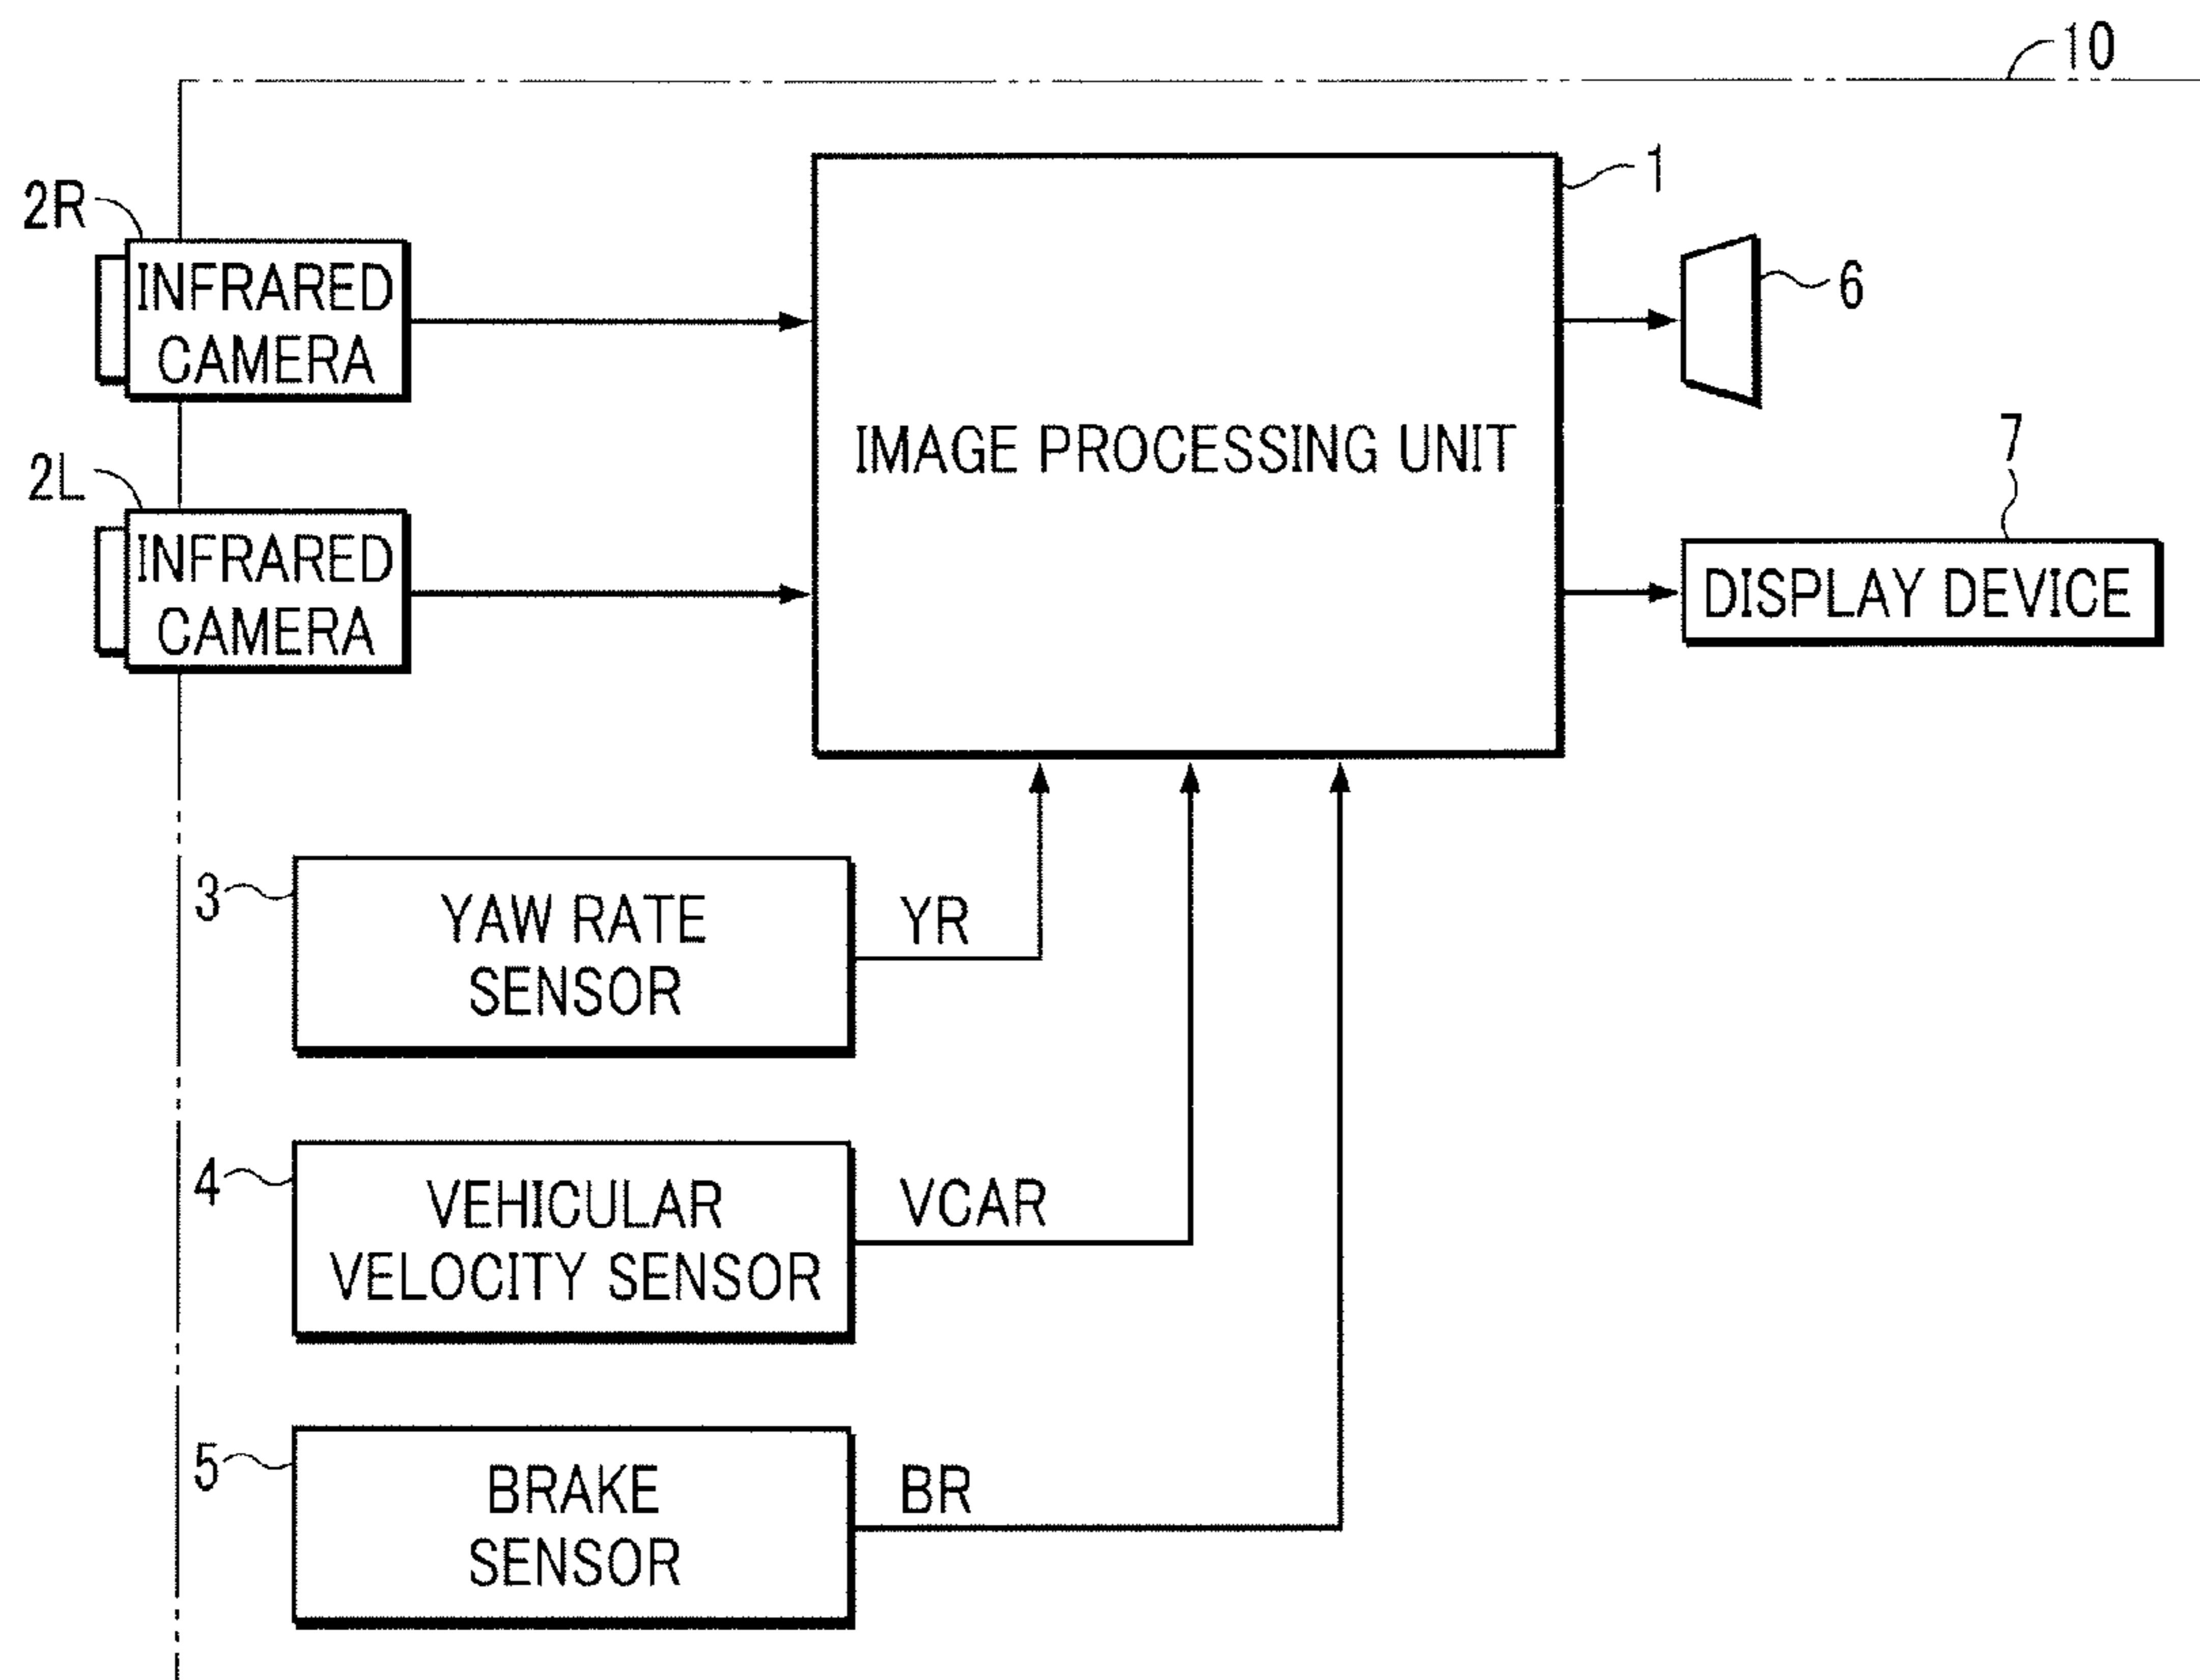 10
1
2R
INFRARED
CAMERA
6
IMAGE PROCESSING UNIT
7
2L
INFRARED
CAMERA
DISPLAY DEVICE
3
YAW RATE
SENSOR
YR
4
VEHICULAR
VELOCITY SENSOR
VCAR
5
BRAKE
SENSOR
BR